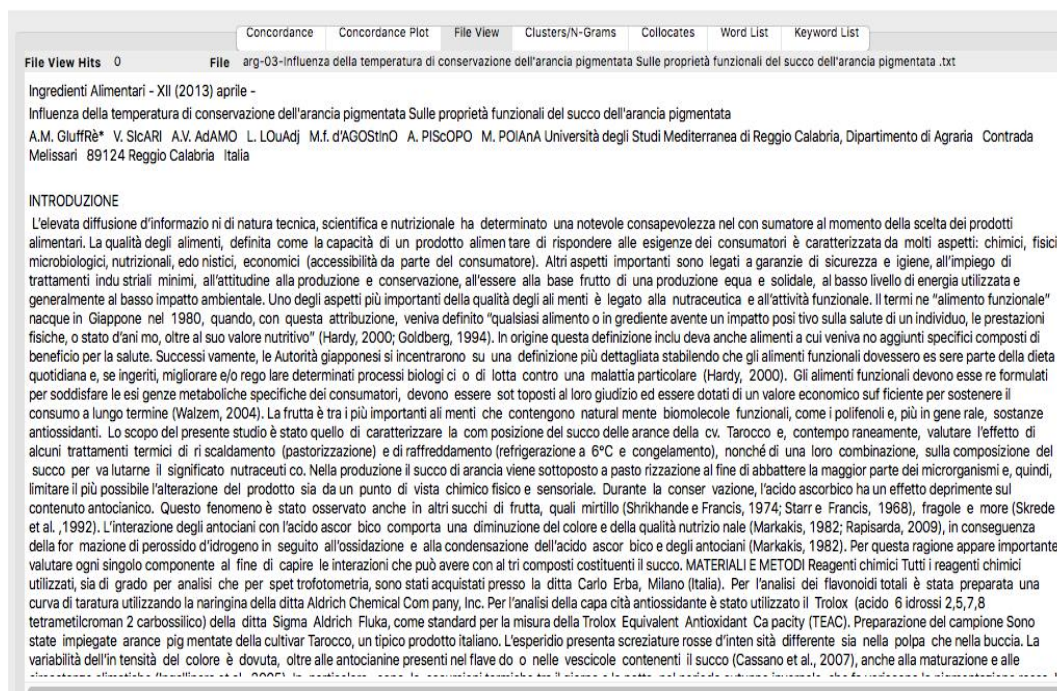 Concordance Concordance Plot File View Clusters/N-Grams Collocates Word List Keyword List
File View Hits 0 File arg-03-Influenza della temperatura di conservazione dell'arancia pigmentata Sulle proprietà funzionali del succo dell'arancia pigmentata .txt
Ingredienti Alimentari - XII (2013) aprile -
Influenza della temperatura di conservazione dell'arancia pigmentata Sulle proprietà funzionali del succo dell'arancia pigmentata
A.M. GIuffRè* V. SIcARI A.V. AdAMO L. LOuAdj M.f. d'AGOStInO A. PIScOPO M. POIAnA Università degli Studi Mediterranea di Reggio Calabria, Dipartimento di Agraria Contrada
Melissari 89124 Reggio Calabria Italia
INTRODUZIONE
L'elevata diffusione d'informazio ni di natura tecnica, scientifica e nutrizionale ha determinato una notevole consapevolezza nel con sumatore al momento della scelta dei prodotti
alimentari. La qualità degli alimenti, definita come la capacità di un prodotto alimen tare di rispondere alle esigenze dei consumatori è caratterizzata da molti aspetti: chimici, fisici
microbiologici, nutrizionali, edo nistici, economici (accessibilità da parte del consumatore). Altri aspetti importanti sono legati a garanzie di sicurezza e igiene, all'impiego di
trattamenti indu striali minimi, all'attitudine alla produzione e conservazione, all'essere alla base frutto di una produzione equa e solidale, al basso livello di energia utilizzata e
generalmente al basso impatto ambientale. Uno degli aspetti più importanti della qualità degli ali menti è legato alla nutraceutica e all'attività funzionale. Il termi ne “alimento funzionale”
nacque in Giappone nel 1980, quando, con questa attribuzione, veniva definito “qualsiasi alimento o in grediente avente un impatto posi tivo sulla salute di un individuo, le prestazioni
fisiche, o stato d'ani mo, oltre al suo valore nutritivo” (Hardy, 2000; Goldberg, 1994). In origine questa definizione inclu deva anche alimenti a cui veniva no aggiunti specifici composti di
beneficio per la salute. Successi vamente, le Autorità giapponesi si incentrarono su una definizione più dettagliata stabilendo che gli alimenti funzionali dovessero es sere parte della dieta
quotidiana e, se ingeriti, migliorare e/o rego lare determinati processi biologi ci o di lotta contro una malattia particolare (Hardy, 2000). Gli alimenti funzionali devono esse re formulati
per soddisfare le esi genze metaboliche specifiche dei consumatori, devono essere sot toposti al loro giudizio ed essere dotati di un valore economico suf ficiente per sostenere il
consumo a lungo termine (Walzem, 2004). La frutta è tra i più importanti ali menti che contengono natural mente biomolecole funzionali, come i polifenoli e, più in gene rale, sostanze
antiossidanti. Lo scopo del presente studio è stato quello di caratterizzare la com posizione del succo delle arance della cv. Tarocco e, contempo raneamente, valutare l'effetto di
alcuni trattamenti termici di ri scaldamento (pastorizzazione) e di raffreddamento (refrigerazione a 6°C e congelamento), nonché di una loro combinazione, sulla composizione del
succo per va lutarne il significato nutraceuti co. Nella produzione il succo di arancia viene sottoposto a pasto rizzazione al fine di abbattere la maggior parte dei microrganismi e, quindi,
limitare il più possibile l'alterazione del prodotto sia da un punto di vista chimico fisico e sensoriale. Durante la conser vazione, l'acido ascorbico ha un effetto deprimente sul
contenuto antocianico. Questo fenomeno è stato osservato anche in altri succhi di frutta, quali mirtillo (Shrikhande e Francis, 1974; Starr e Francis, 1968), fragole e more (Skrede
et al. ,1992). L'interazione degli antociani con l'acido ascor bico comporta una diminuzione del colore e della qualità nutrizio nale (Markakis, 1982; Rapisarda, 2009), in conseguenza
della for mazione di perossido d'idrogeno in seguito all'ossidazione e alla condensazione dell'acido ascor bico e degli antociani (Markakis, 1982). Per questa ragione appare importante
valutare ogni singolo componente al fine di capire le interazioni che può avere con al tri composti costituenti il succo. MATERIALI E METODI Reagenti chimici Tutti i reagenti chimici
utilizzati, sia di grado per analisi che per spet trofotometria, sono stati acquistati presso la ditta Carlo Erba, Milano (Italia). Per l'analisi dei flavonoidi totali è stata preparata una
curva di taratura utilizzando la naringina della ditta Aldrich Chemical Com pany, Inc. Per l'analisi della capa cità antiossidante è stato utilizzato il Trolox (acido 6 idrossi 2,5,7,8
tetrametilcroman 2 carbossilico) della ditta Sigma Aldrich Fluka, come standard per la misura della Trolox Equivalent Antioxidant Ca pacity (TEAC). Preparazione del campione Sono
state impiegate arance pig mentate della cultivar Tarocco, un tipico prodotto italiano. L'esperidio presenta screziature rosse d'inten sità differente sia nella polpa che nella buccia. La
variabilità dell'in tensità del colore è dovuta, oltre alle antocianine presenti nel flave do o nelle vescicole contenenti il succo (Cassano et al., 2007), anche alla maturazione e alle